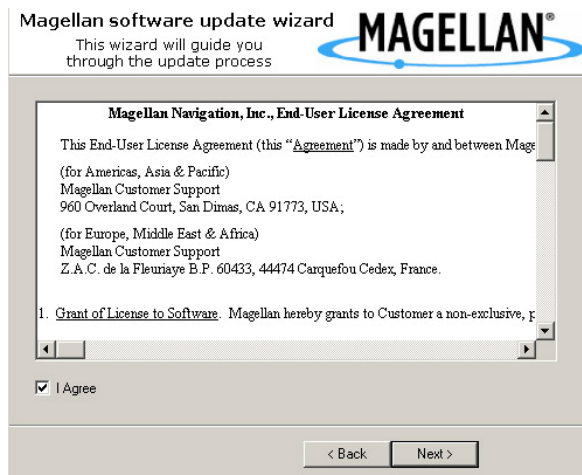 Magellan software update wizard
This wizard will guide you
through the update process
MAGELLAN®
Magellan Navigation, Inc., End-User License Agreement
This End-User License Agreement (this “Agreement”) is made by and between Mage
(for Americas, Asia & Pacific)
Magellan Customer Support
960 Overland Court, San Dimas, CA 91773, USA;
(for Europe, Middle East & Africa)
Magellan Customer Support
Z.A.C. de la Fleuriaye B.P. 60433, 44474 Carquefou Cedex, France.
1. Grant of License to Software. Magellan hereby grants to Customer a non-exclusive, p
I Agree
< Back
Next >